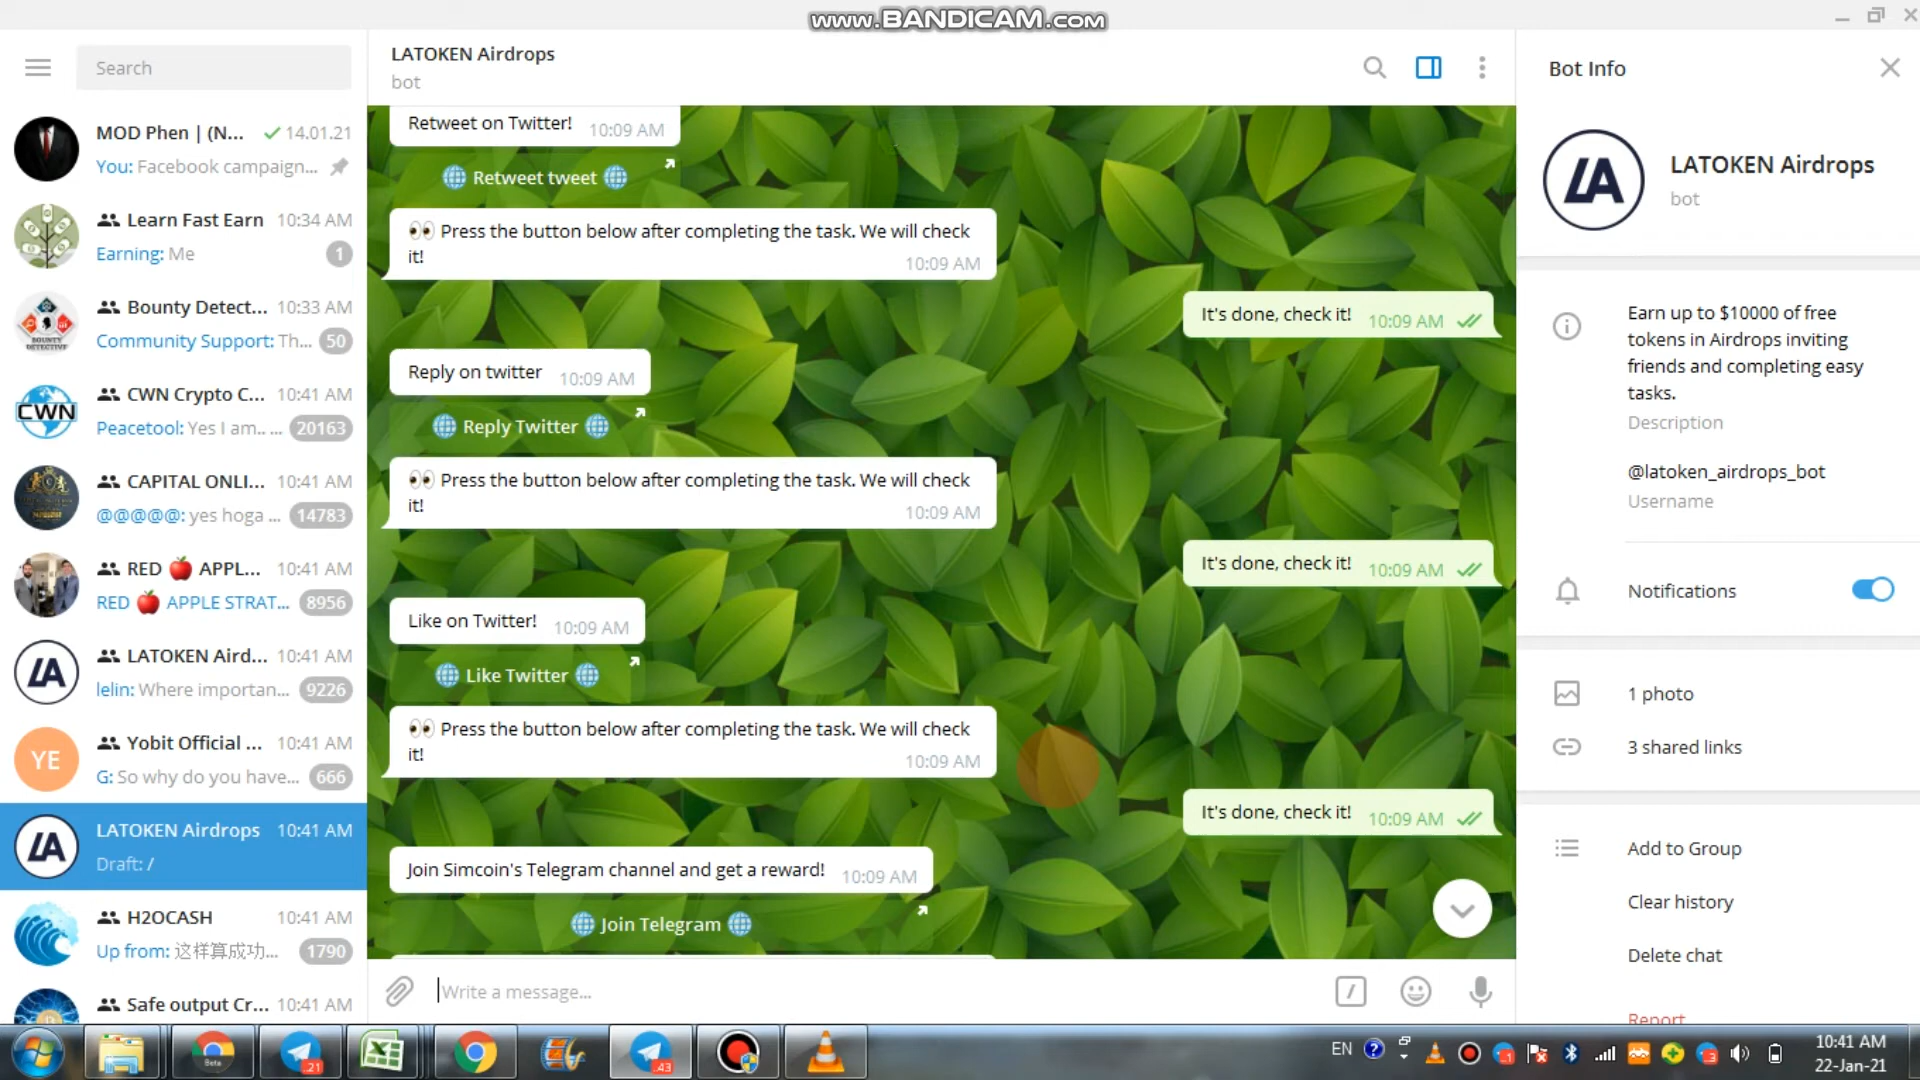 www.BANDICAM.com
Search
MOD Phen | (N... 14.01.21
You: Facebook campaign...
Learn Fast Earn 10:34 AM
Earning: Me 1
Bounty Detect... 10:33 AM
Community Support: Th... 50
BOUNTY
DETECTIVE
CWN Crypto C... 10:41 AM
CWN
Peacetool: Yes I am.. ... 20163
CAPITAL ONLI... 10:41 AM
@@@@@: yes hoga ... 14783
RED 🍎 APPL... 10:41 AM
RED 🍎 APPLE STRAT... 8956
LATOKEN Aird... 10:41 AM
LA
lelin: Where importan... 9226
Yobit Official ... 10:41 AM
YE
G: So why do you have... 666
LATOKEN Airdrops 10:41 AM
LA
Draft: /
H2OCASH 10:41 AM
Up from: 这样算成功... 1790
Safe output Cr... 10:41 AM
LATOKEN Airdrops
bot
Retweet on Twitter! 10:09 AM
🌐 Retweet tweet 🌐
👀 Press the button below after completing the task. We will check
it! 10:09 AM
It's done, check it! 10:09 AM
Reply on twitter 10:09 AM
🌐 Reply Twitter 🌐
👀 Press the button below after completing the task. We will check
it! 10:09 AM
It's done, check it! 10:09 AM
Like on Twitter! 10:09 AM
🌐 Like Twitter 🌐
👀 Press the button below after completing the task. We will check
it! 10:09 AM
It's done, check it! 10:09 AM
Join Simcoin's Telegram channel and get a reward! 10:09 AM
🌐 Join Telegram 🌐
Write a message...
Bot Info
LA
LATOKEN Airdrops
bot
Earn up to $10000 of free
tokens in Airdrops inviting
friends and completing easy
tasks.
Description
@latoken_airdrops_bot
Username
Notifications
1 photo
3 shared links
Add to Group
Clear history
Delete chat
Report
Beta
.21
.43
EN
10:41 AM
22-Jan-21